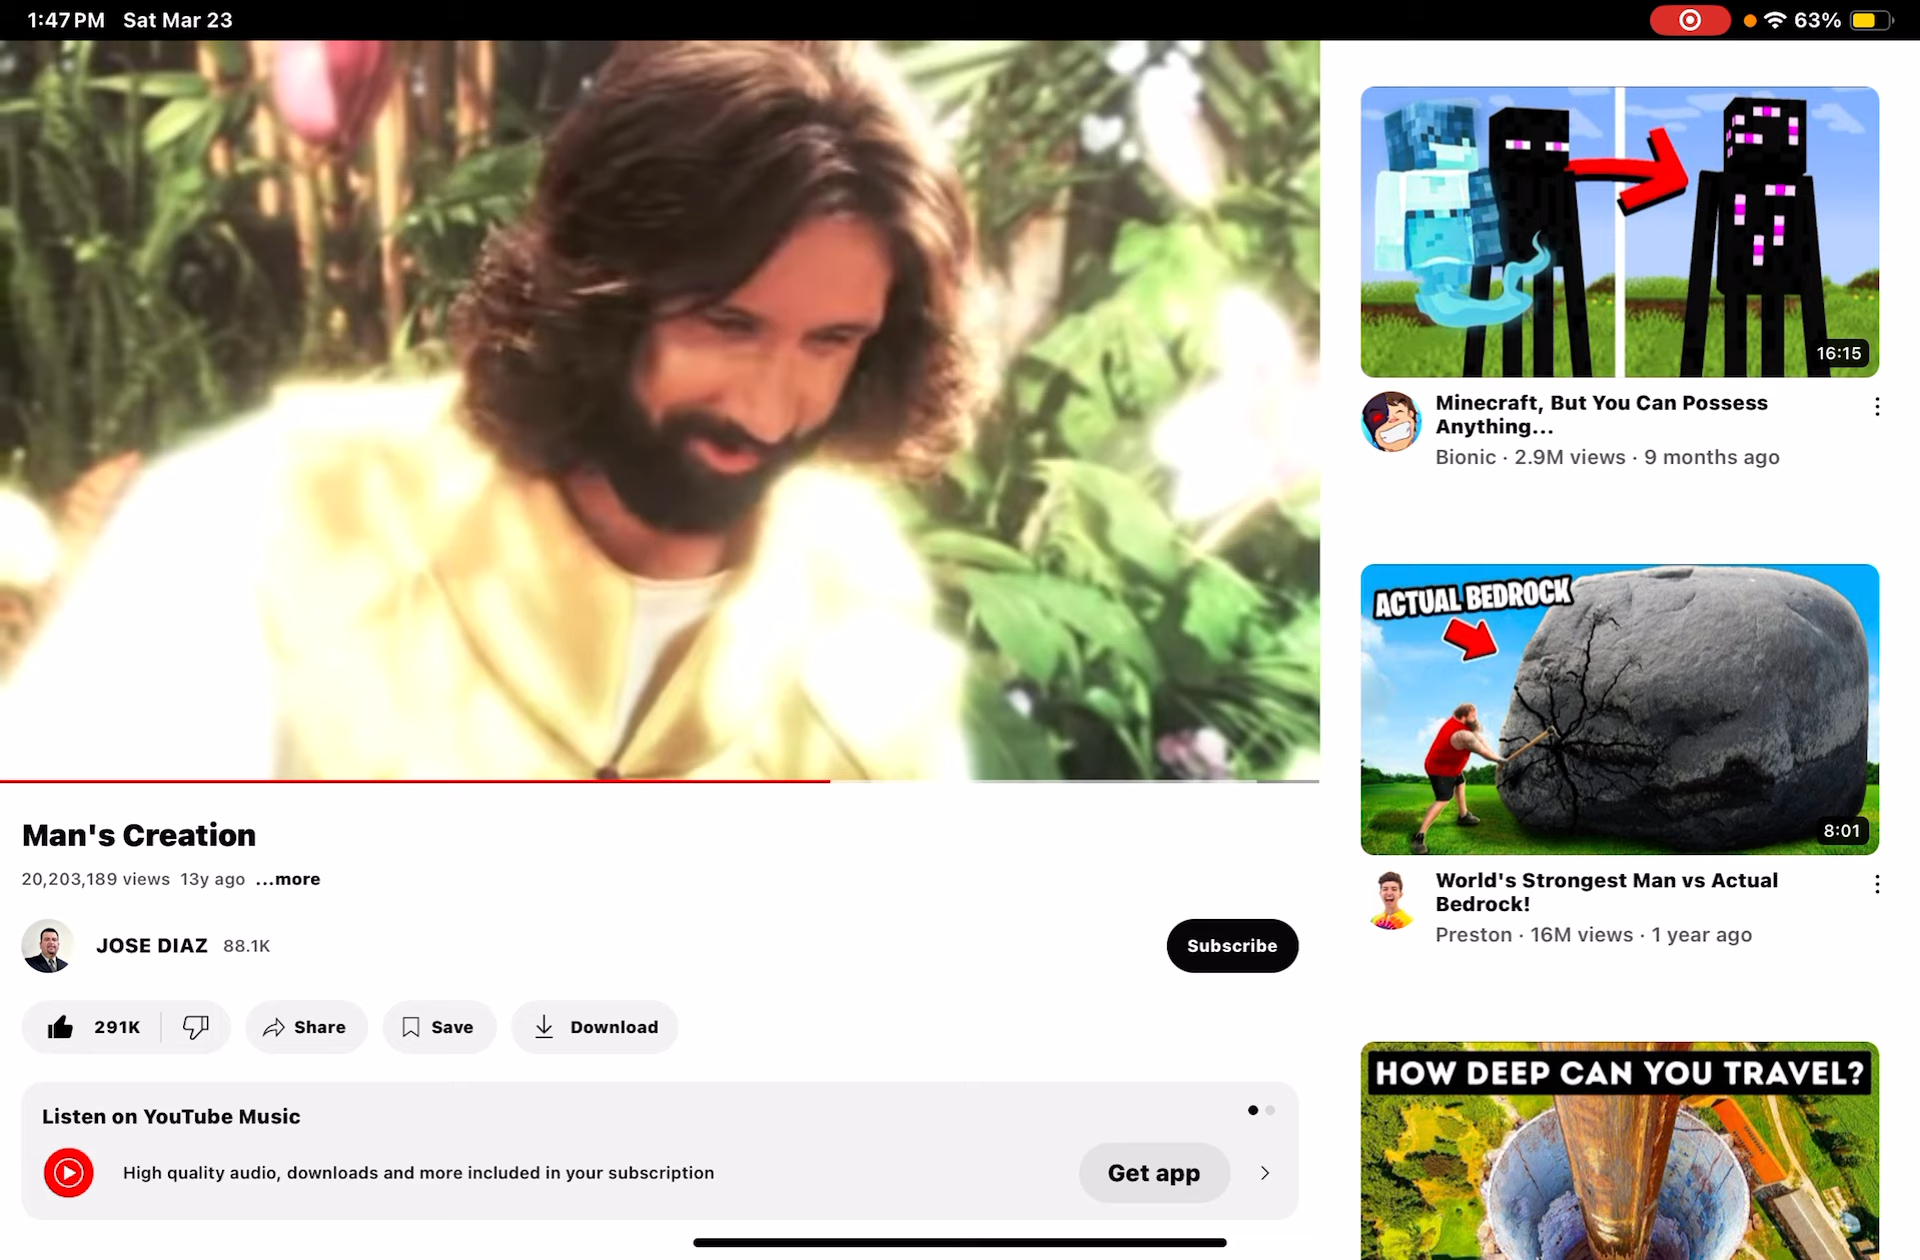 1:47 PM Sat Mar 23
63%
Man's Creation
20,203,189 views 13y ago ...more
JOSE DIAZ 88.1K
Subscribe
291K
Share
Save
Download
Listen on YouTube Music
High quality audio, downloads and more included in your subscription
Get app
16:15
Minecraft, But You Can Possess
Anything...
Bionic · 2.9M views · 9 months ago
ACTUAL BEDROCK
8:01
World's Strongest Man vs Actual
Bedrock!
Preston · 16M views · 1 year ago
HOW DEEP CAN YOU TRAVEL?